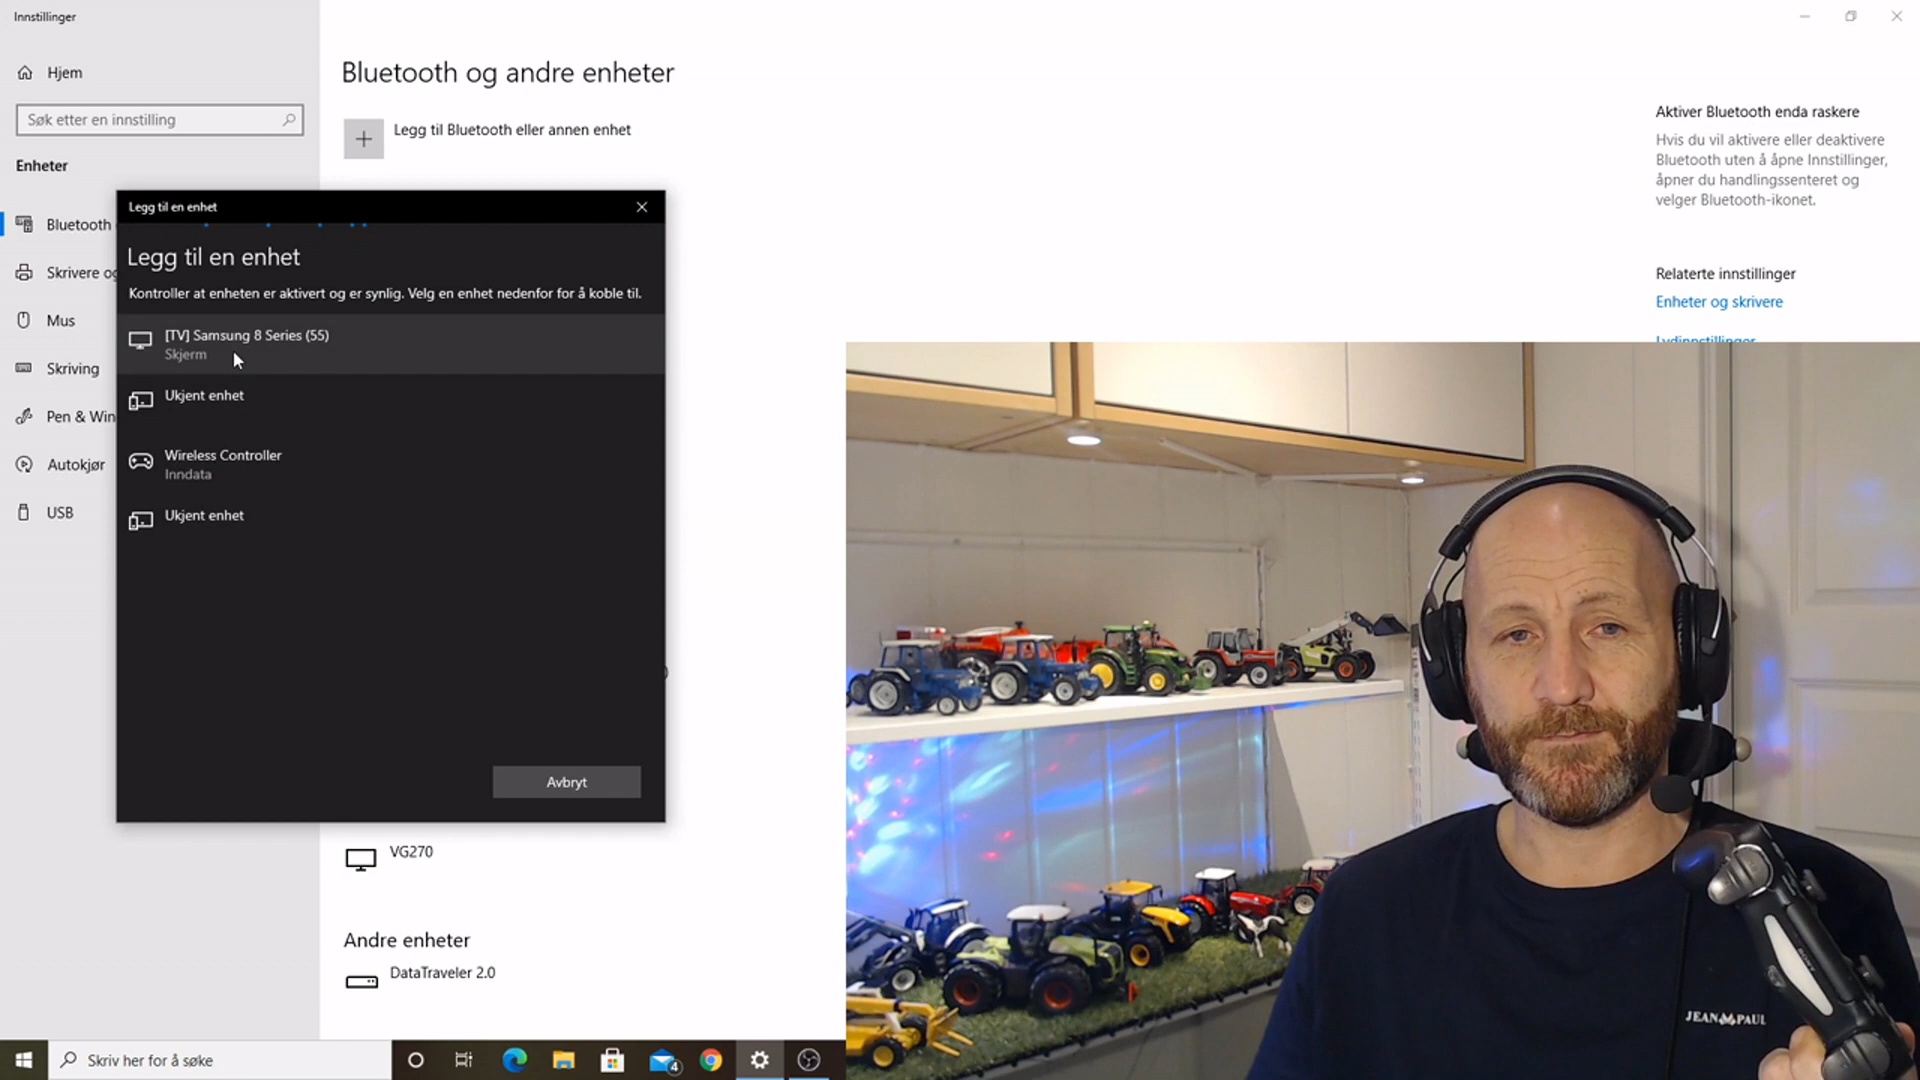 Innstillinger
Hjem
Søk etter en innstilling
Enheter
Bluetooth
Skrivere og
Mus
Skriving
Pen & Win
Autokjør
USB
Bluetooth og andre enheter
Legg til Bluetooth eller annen enhet
Legg til en enhet
Legg til en enhet
Kontroller at enheten er aktivert og er synlig. Velg en enhet nedenfor for å koble til.
[TV] Samsung 8 Series (55)
Skjerm
Ukjent enhet
Wireless Controller
Inndata
Ukjent enhet
Avbryt
VG270
Andre enheter
DataTraveler 2.0
Aktiver Bluetooth enda raskere
Hvis du vil aktivere eller deaktivere
Bluetooth uten å åpne Innstillinger,
åpner du handlingssenteret og
velger Bluetooth-ikonet.
Relaterte innstillinger
Enheter og skrivere
Lydinnstillinger
JEAN PAUL
Skriv her for å søke
4